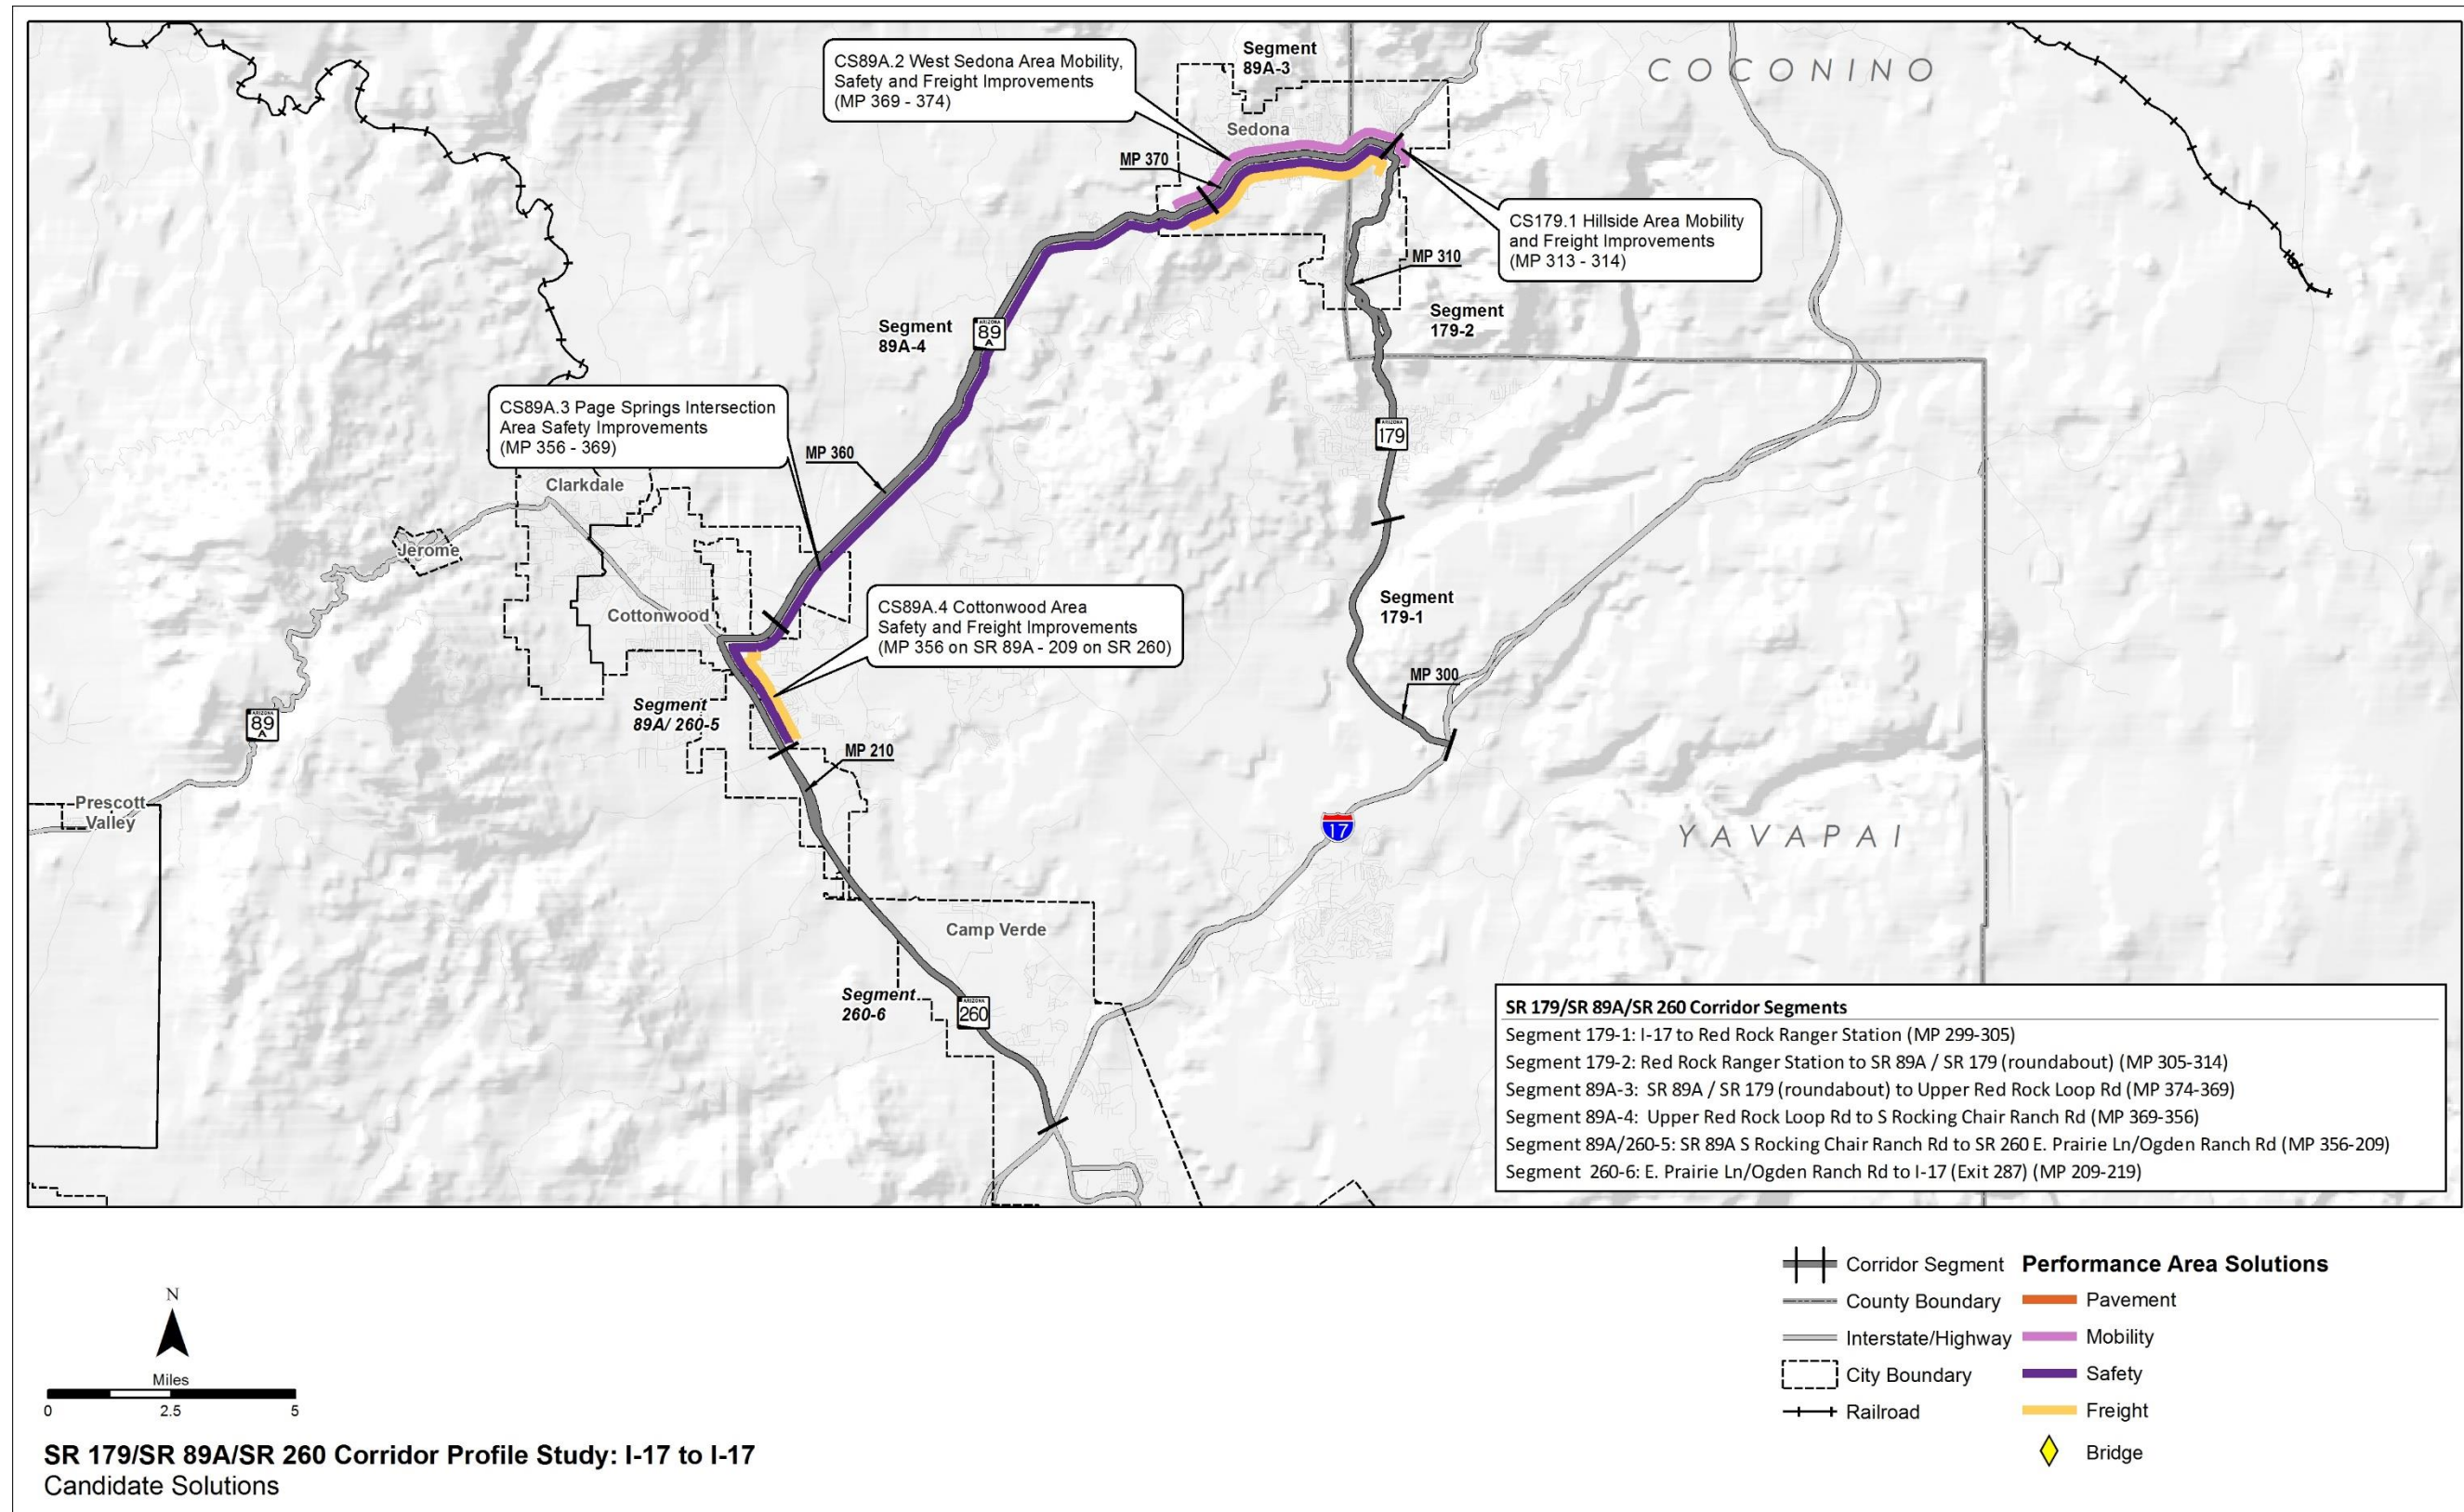 Segment
89A-3
COCONINO
CS89A.2 West Sedona Area Mobility,
Safety and Freight Improvements
(MP 369 - 374)
Sedona
MP 370
CS179.1 Hillside Area Mobility
and Freight Improvements
(MP 313 - 314)
MP 310
Segment
179-2
Segment
89A-4
ARIZONA
89
A
CS89A.3 Page Springs Intersection
Area Safety Improvements
(MP 356 - 369)
ARIZONA
179
MP 360
Clarkdale
Jerome
Cottonwood
CS89A.4 Cottonwood Area
Safety and Freight Improvements
(MP 356 on SR 89A - 209 on SR 260)
Segment
179-1
MP 300
Segment
89A/ 260-5
ARIZONA
89
A
MP 210
Prescott
Valley
17
YAVAPAI
Camp Verde
Segment
260-6
ARIZONA
260
SR 179/SR 89A/SR 260 Corridor Segments
Segment 179-1: I-17 to Red Rock Ranger Station (MP 299-305)
Segment 179-2: Red Rock Ranger Station to SR 89A / SR 179 (roundabout) (MP 305-314)
Segment 89A-3: SR 89A / SR 179 (roundabout) to Upper Red Rock Loop Rd (MP 374-369)
Segment 89A-4: Upper Red Rock Loop Rd to S Rocking Chair Ranch Rd (MP 369-356)
Segment 89A/260-5: SR 89A S Rocking Chair Ranch Rd to SR 260 E. Prairie Ln/Ogden Ranch Rd (MP 356-209)
Segment 260-6: E. Prairie Ln/Ogden Ranch Rd to I-17 (Exit 287) (MP 209-219)
Corridor Segment
County Boundary
Interstate/Highway
City Boundary
Railroad
Performance Area Solutions
Pavement
Mobility
Safety
Freight
Bridge
N
Miles
0 2.5 5
SR 179/SR 89A/SR 260 Corridor Profile Study: I-17 to I-17
Candidate Solutions